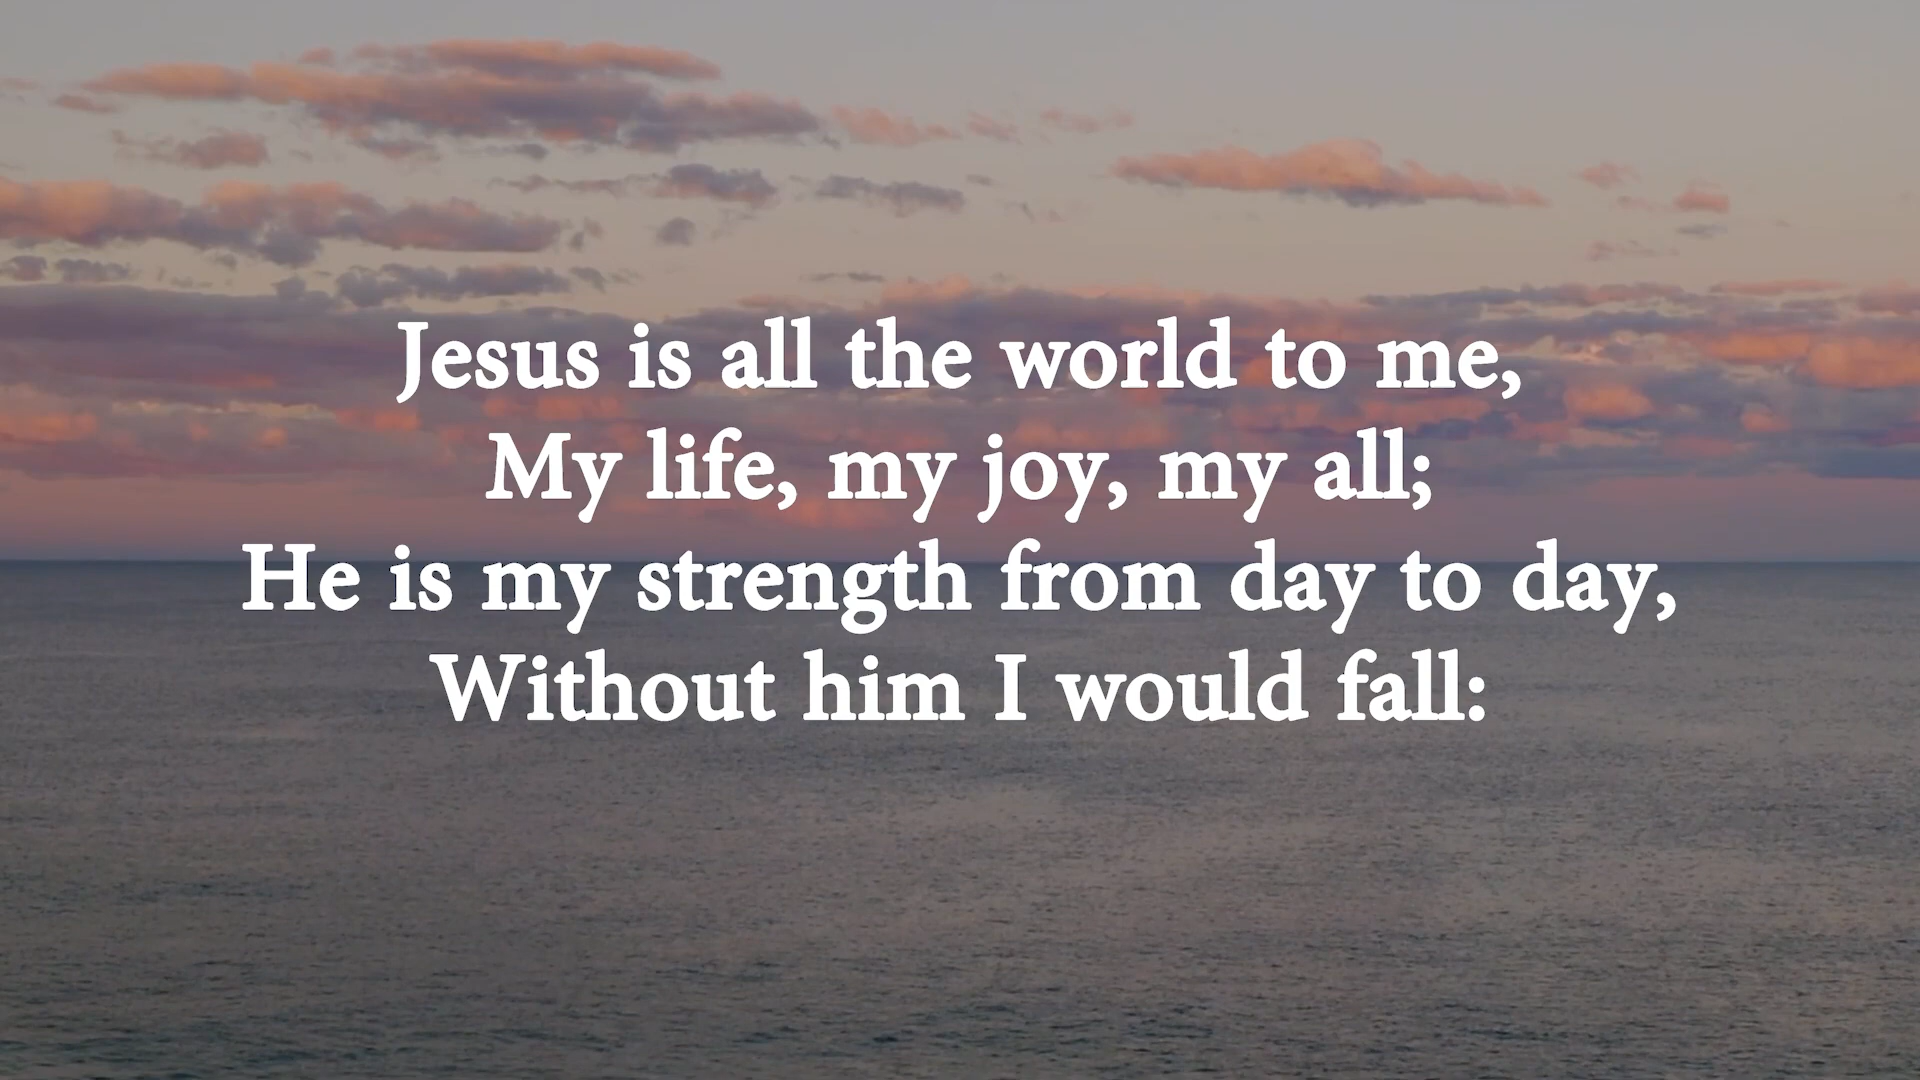 Jesus is all the world to me,
My life, my joy, my all;
He is my strength from day to day,
Without him I would fall: